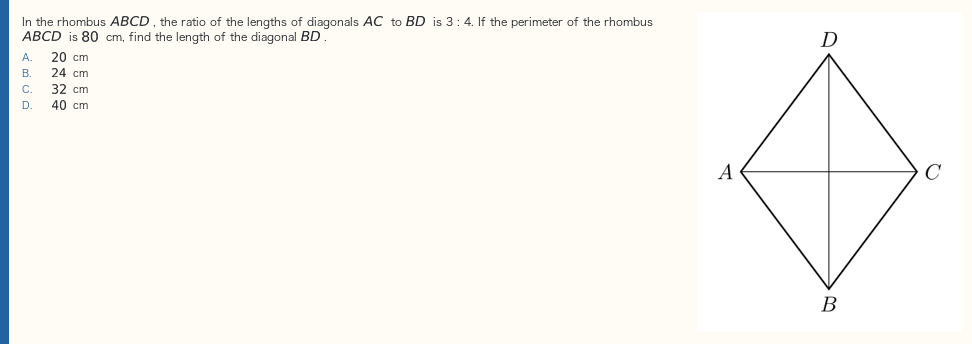 In the rhombus ABCD , the ratio of the lengths of diagonals AC to BD is 3 : 4. If the perimeter of the rhombus
ABCD is 80 cm, find the length of the diagonal BD .
A. 20 cm
B. 24 cm
C. 32 cm
D. 40 cm
D
A
C
B